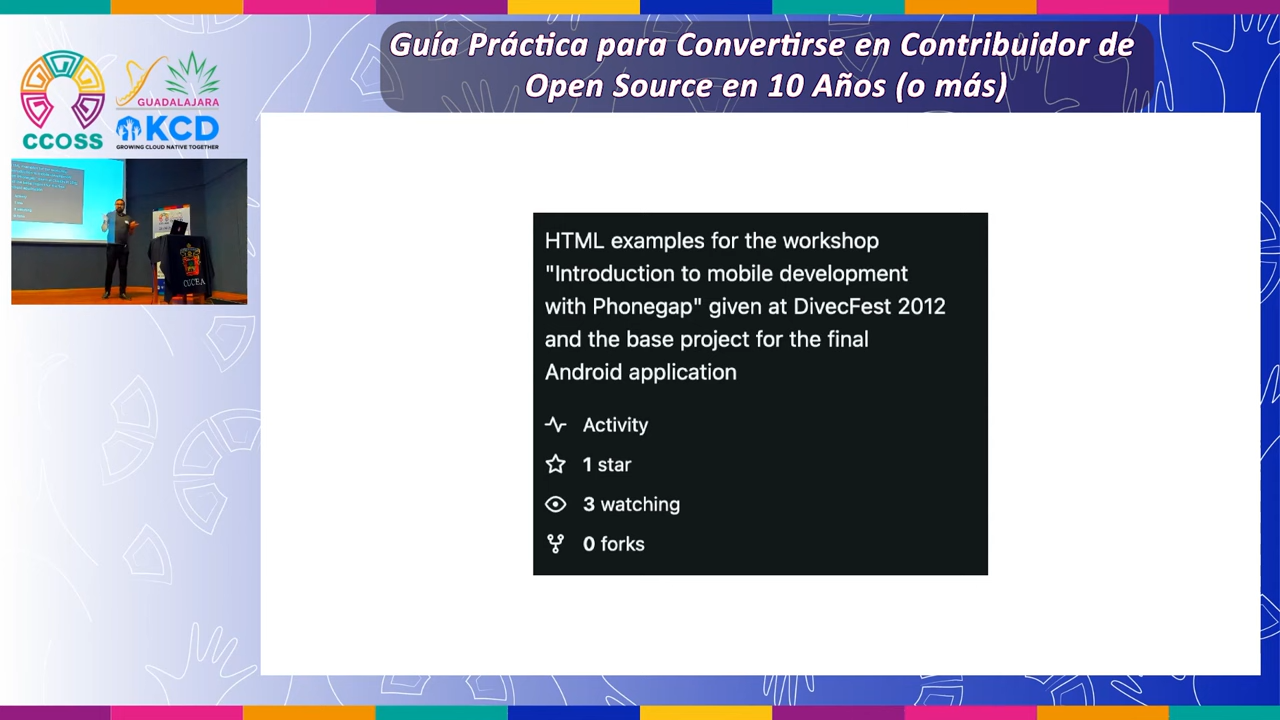 Guía Práctica para Convertirse en Contribuidor de
Open Source en 10 Años (o más)
CCOSS
GUADALAJARA
KCD
GROWING CLOUD NATIVE TOGETHER
CUCEA
HTML examples for the workshop
"Introduction to mobile development
with Phonegap" given at DivecFest 2012
and the base project for the final
Android application
Activity
1 star
3 watching
0 forks